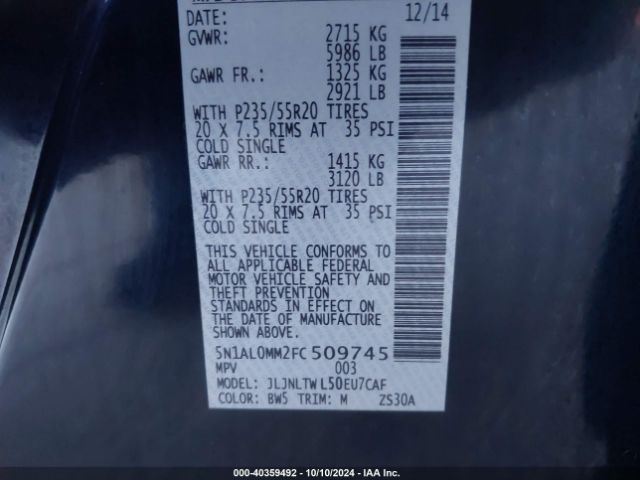 DATE: 12/14
GVWR: 2715 KG
5986 LB
GAWR FR.: 1325 KG
2921 LB
WITH P235/55R20 TIRES
20 X 7.5 RIMS AT 35 PSI
COLD SINGLE
GAWR RR.: 1415 KG
3120 LB
WITH P235/55R20 TIRES
20 X 7.5 RIMS AT 35 PSI
COLD SINGLE
THIS VEHICLE CONFORMS TO
ALL APPLICABLE FEDERAL
MOTOR VEHICLE SAFETY AND
THEFT PREVENTION
STANDARDS IN EFFECT ON
THE DATE OF MANUFACTURE
SHOWN ABOVE.
5N1AL0MM2FC509745
MPV 003
MODEL: JLJNLTW L50EU7CAF
COLOR: BW5 TRIM: M ZS30A
000-40359492 - 10/10/2024 - IAA Inc.